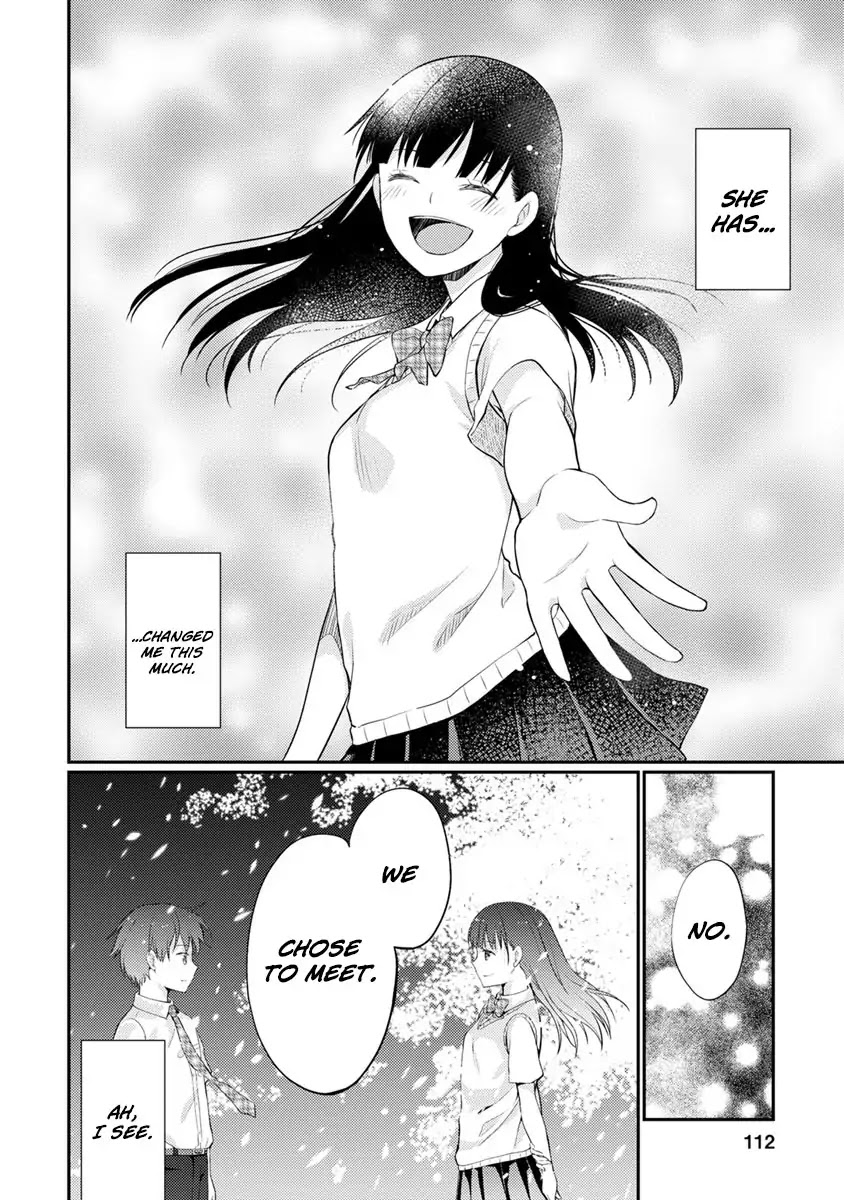 SHE
HAS...
...CHANGED
ME THIS
MUCH.
NO.
WE
CHOSE
TO MEET.
AH,
I SEE.
112